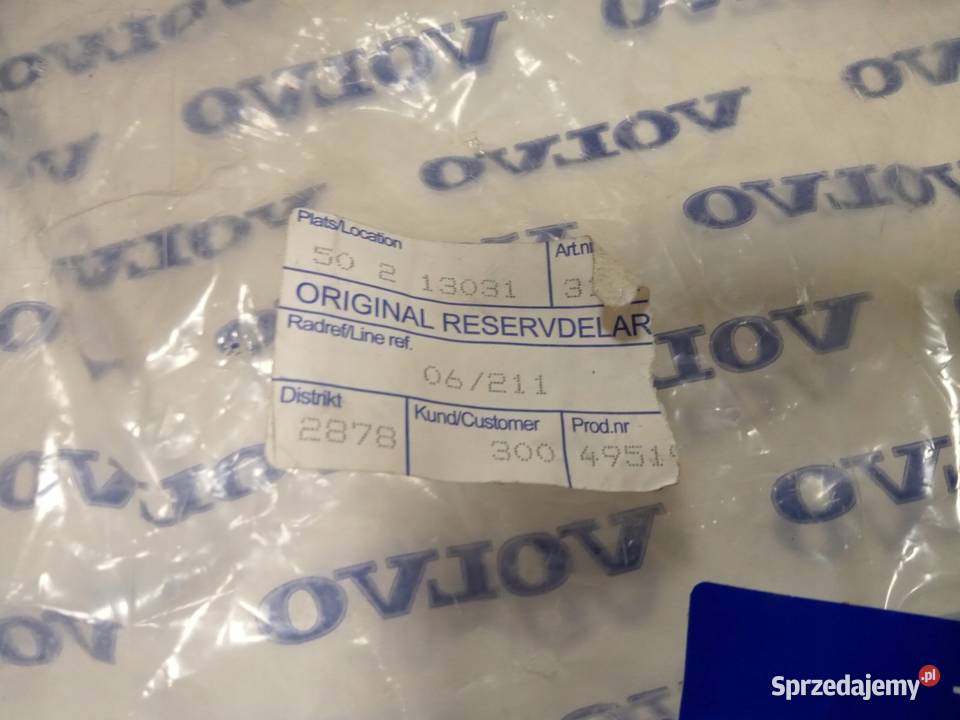 VOLVO
VOLVO
VOLVO
VOLVO
VOLVO
Plats/Location
50 2 13031
Art.nr
ORIGINAL RESERVDELAR
Radref/Line ref.
06/211
Distrikt
2878
Kund/Customer
300
Prod.nr
4951
VOLVO
VOLVO
VOLVO
Sprzedajemy.pl